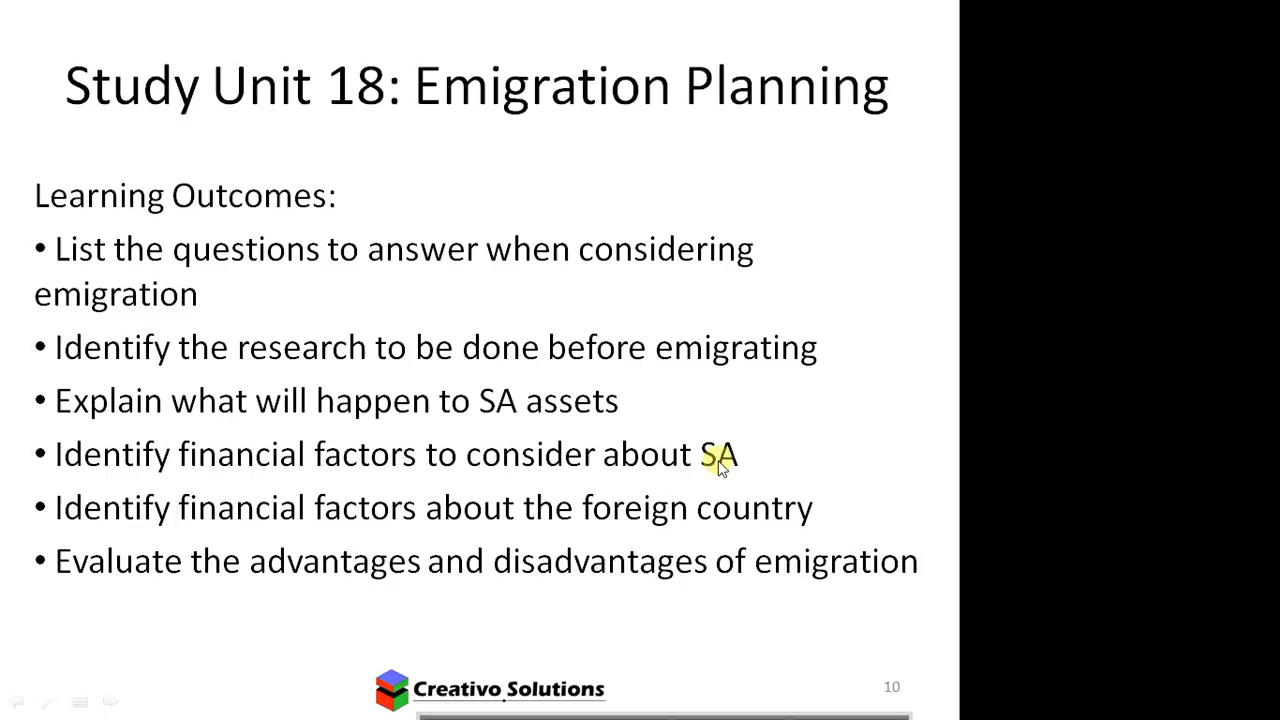 Study Unit 18: Emigration Planning
Learning Outcomes:
• List the questions to answer when considering
emigration
• Identify the research to be done before emigrating
• Explain what will happen to SA assets
• Identify financial factors to consider about SA
• Identify financial factors about the foreign country
• Evaluate the advantages and disadvantages of emigration
Creativo Solutions
10